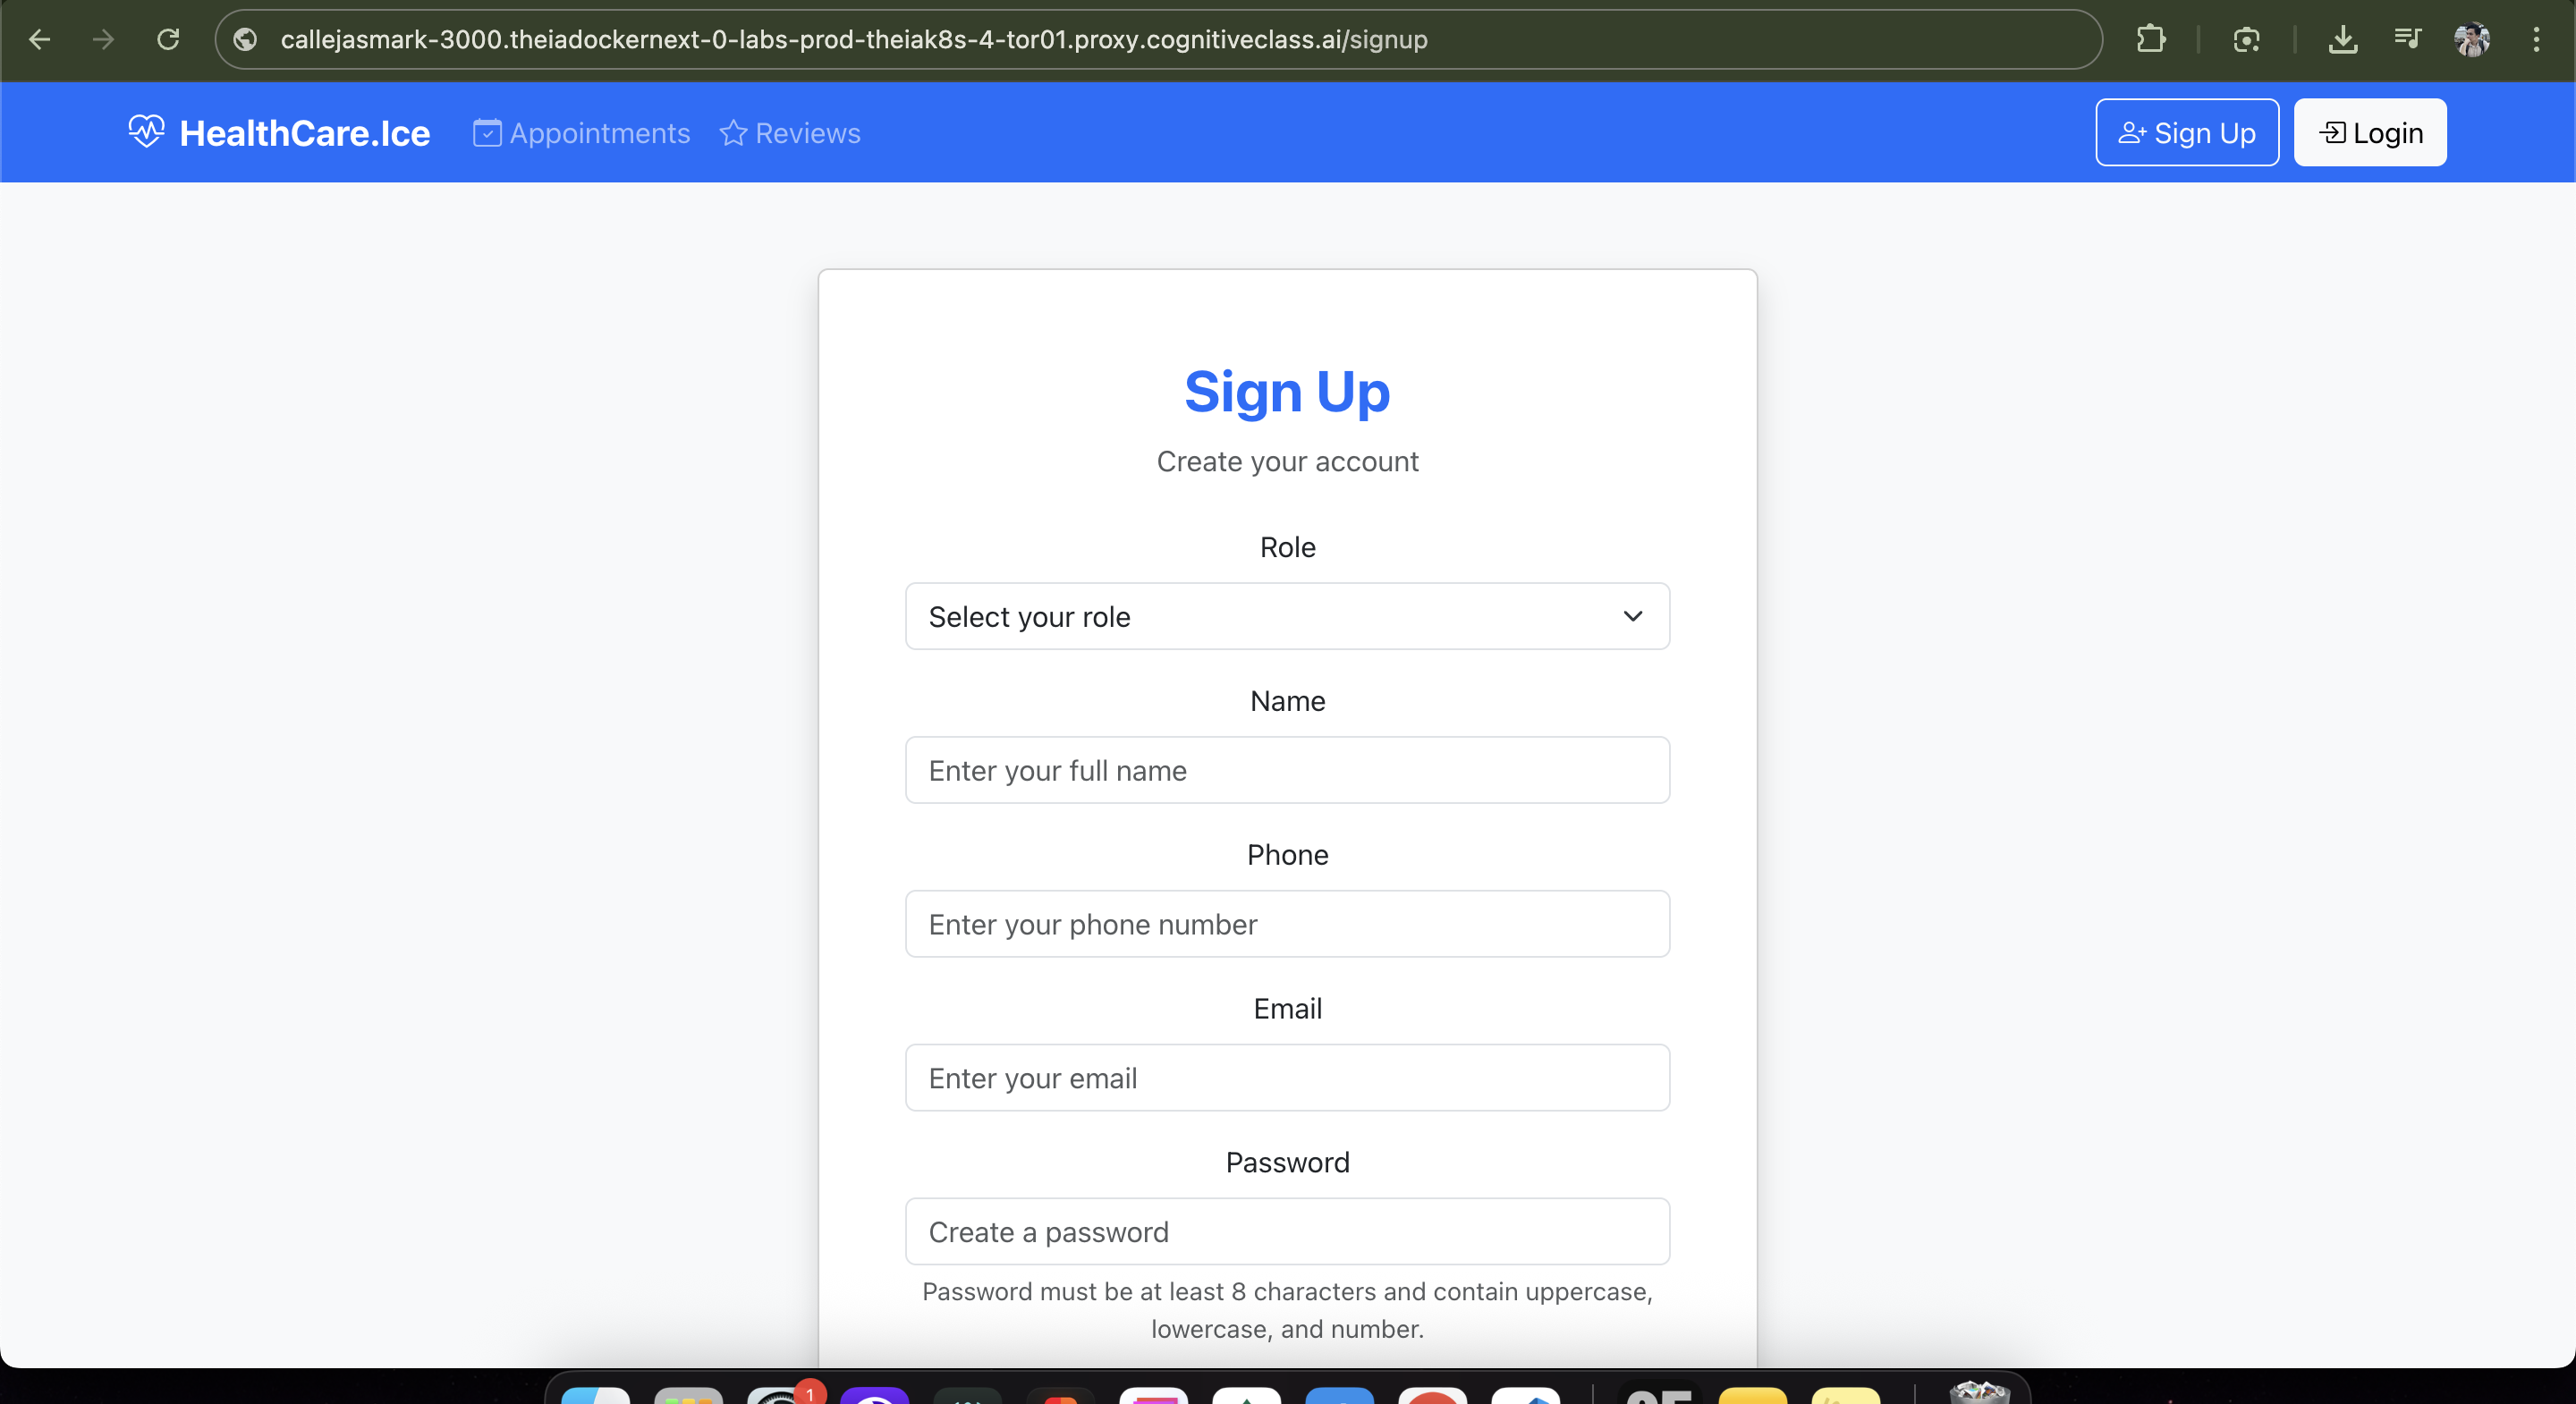 callejasmark-3000.theiadockernext-0-labs-prod-theiak8s-4-tor01.proxy.cognitiveclass.ai/signup
HealthCare.Ice Appointments Reviews Sign Up Login
Sign Up
Create your account
Role
Select your role
Name
Enter your full name
Phone
Enter your phone number
Email
Enter your email
Password
Create a password
Password must be at least 8 characters and contain uppercase,
lowercase, and number.
1